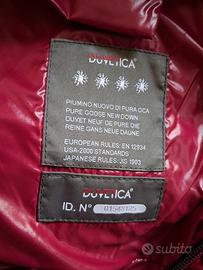 DUVETICA
PIUMINO NUOVO DI PURA OCA
PURE GOOSE NEW DOWN
DUVET NEUF DE PURE OIE
REINE GANS NEUE DAUNE
EUROPEAN RULES: EN 12934
USA-2000 STANDARDS
JAPANESE RULES: JIS 1903
DUVETICA
ID. N°
subito